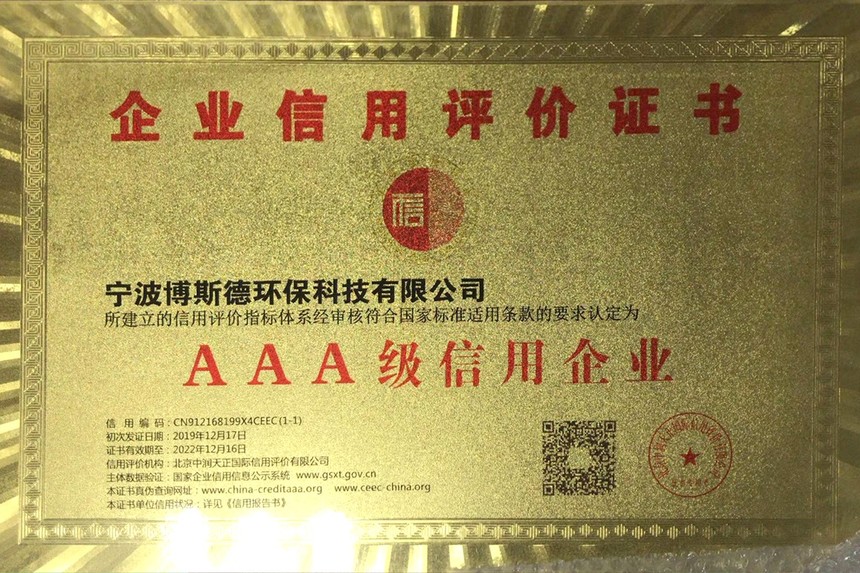 企业信用评价证书
信
宁波博斯德环保科技有限公司
所建立的信用评价指标体系经审核符合国家标准适用条款的要求认定为
AAA级信用企业
信用编码：CN912168199X4CEEC(1-1)
初次发证日期：2019年12月17日
证书有效期至：2022年12月16日
信用评价机构：北京中润天正国际信用评价有限公司
主体数据验证：国家企业信用信息公示系统 www.gsxt.gov.cn
本证书真伪查询网址：www.china-creditaaa.org www.ceec-china.org
本证书单位信用状况：详见《信用报告书》